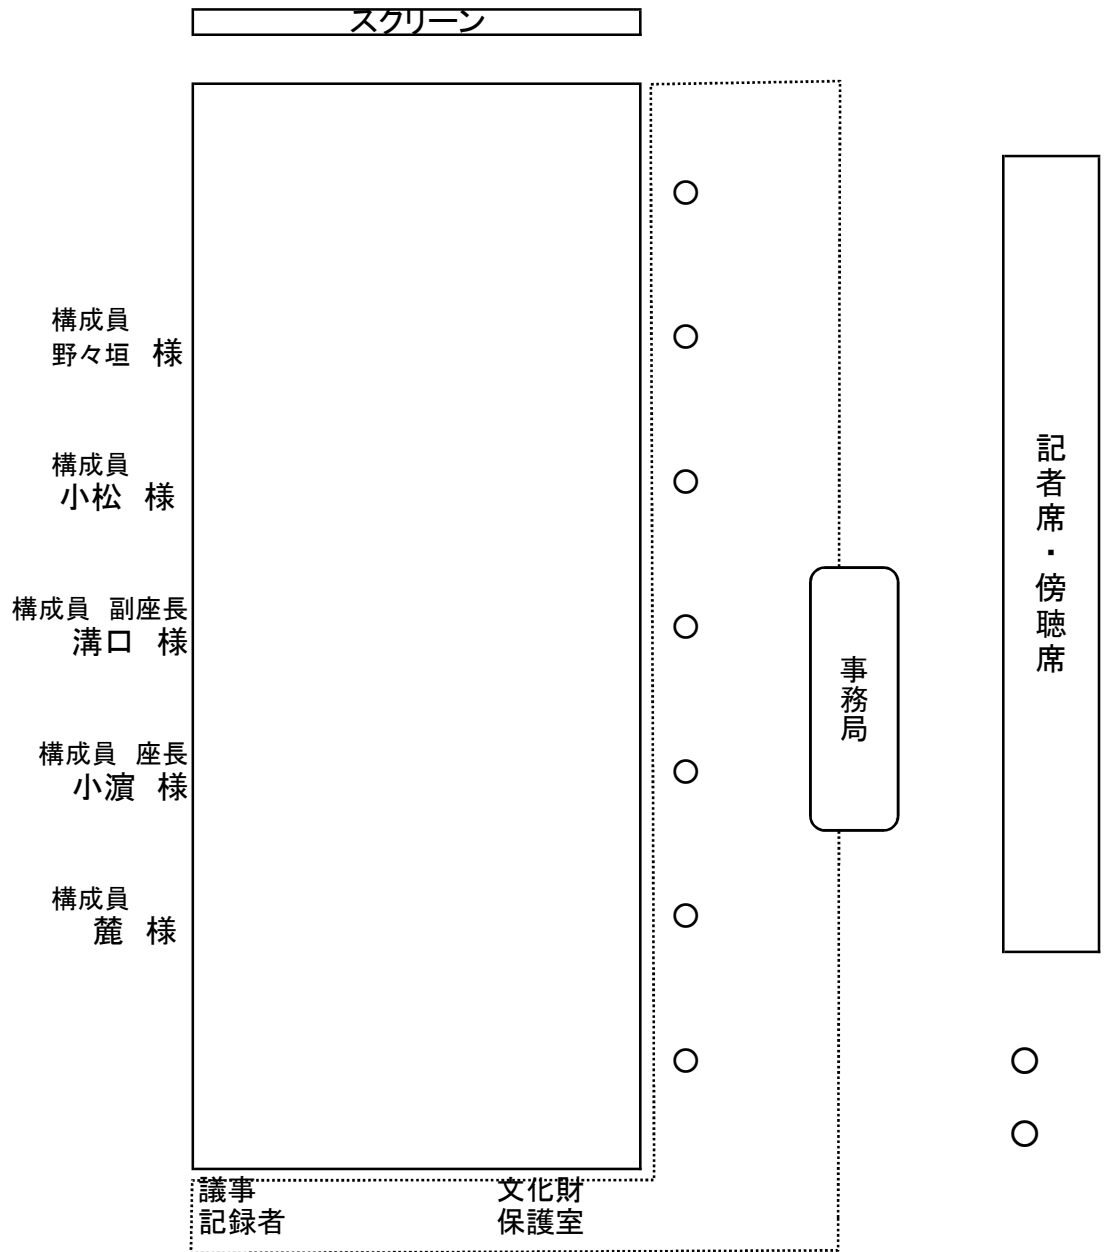 スクリーン
構成員
野々垣 様
構成員
小松 様
構成員 副座長
溝口 様
構成員 座長
小濵 様
構成員
麓 様
事務局
記者席・傍聴席
議事
記録者
文化財
保護室